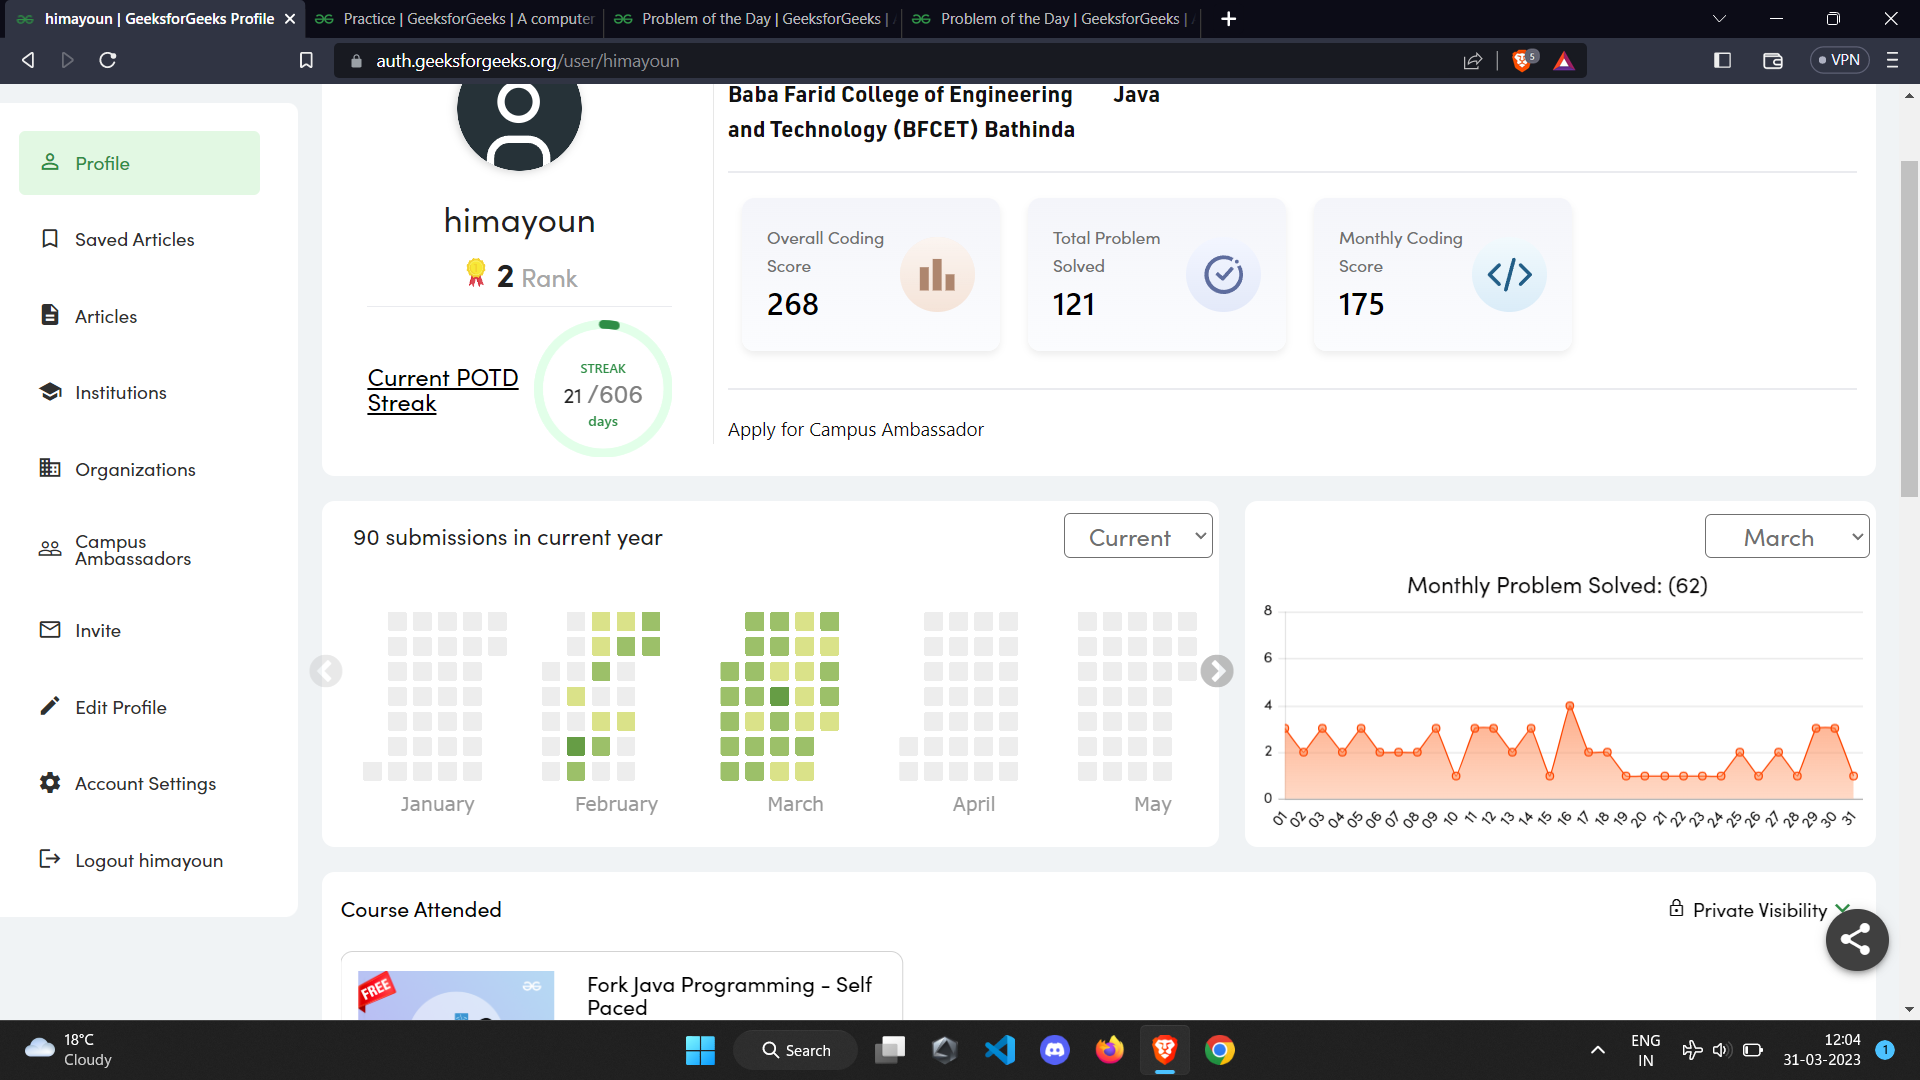 himayoun | GeeksforGeeks Profile
Practice | GeeksforGeeks | A computer
Problem of the Day | GeeksforGeeks |
Problem of the Day | GeeksforGeeks |
auth.geeksforgeeks.org/user/himayoun
5
VPN
Profile
Saved Articles
Articles
Institutions
Organizations
Campus
Ambassadors
Invite
Edit Profile
Account Settings
Logout himayoun
himayoun
2 Rank
Current POTD
Streak
STREAK
21 /606
days
Baba Farid College of Engineering
and Technology (BFCET) Bathinda
Java
Overall Coding
Score
268
Total Problem
Solved
121
Monthly Coding
Score
175
Apply for Campus Ambassador
90 submissions in current year
Current
January
February
March
April
May
March
Monthly Problem Solved: (62)
8
6
4
2
0
01 02 03 04 05 06 07 08 09 10 11 12 13 14 15 16 17 18 19 20 21 22 23 24 25 26 27 28 29 30 31
Course Attended
Private Visibility
FREE
Fork Java Programming - Self
Paced
18°C
Cloudy
Search
ENG
IN
12:04
31-03-2023
1